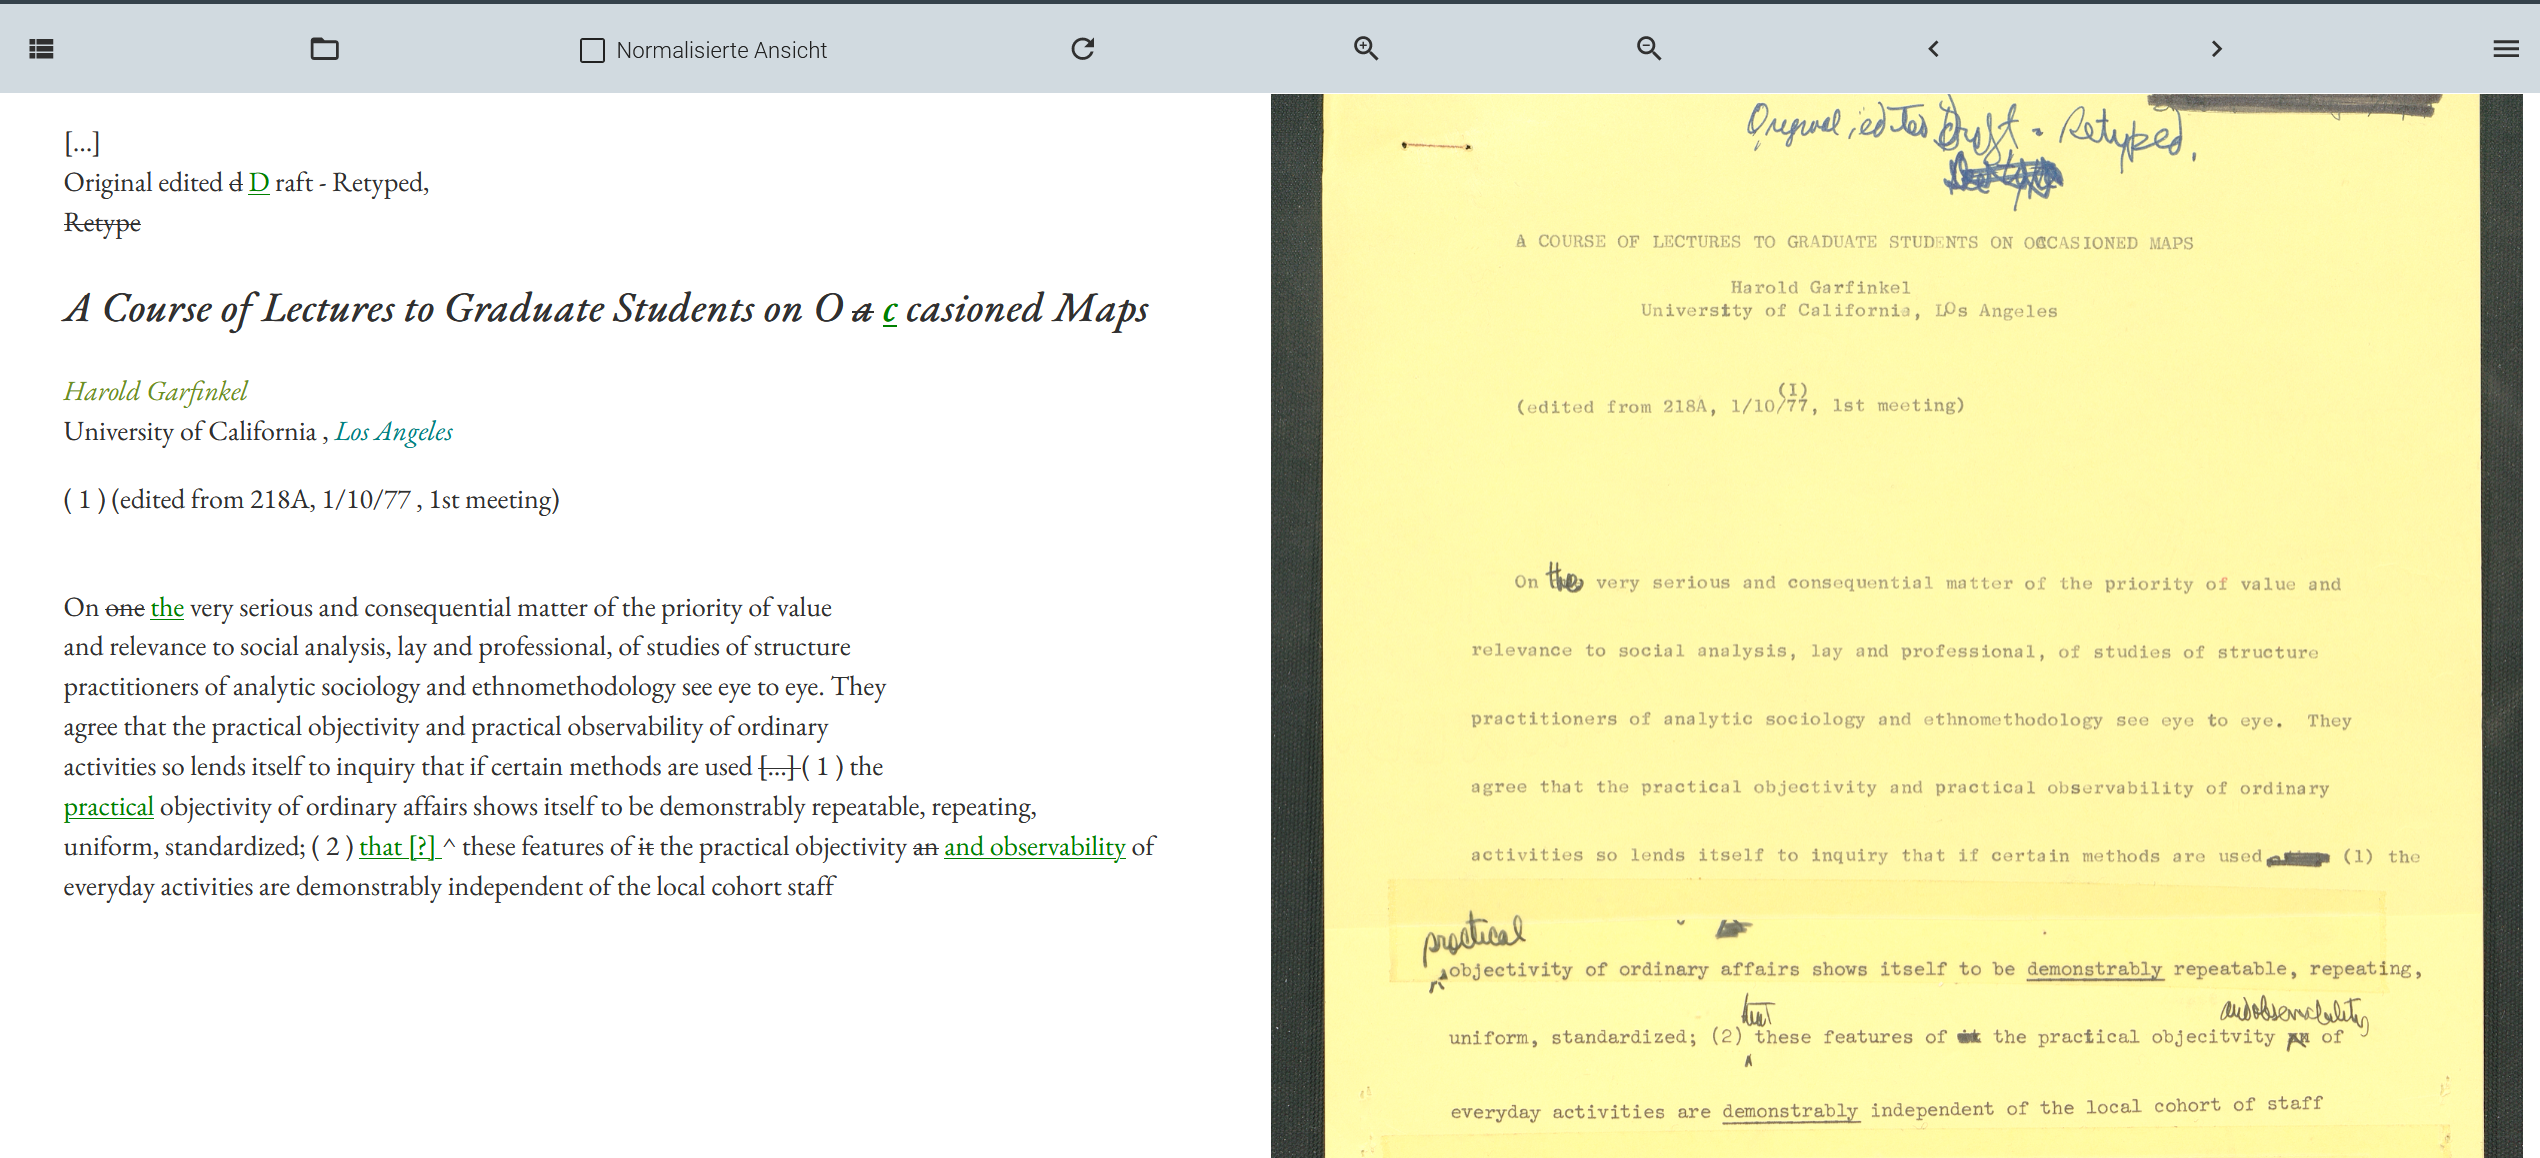 Normalisierte Ansicht
[...]
Original edited d D raft - Retyped,
Retype
A Course of Lectures to Graduate Students on O a c casioned Maps
Harold Garfinkel
University of California , Los Angeles
( 1 ) (edited from 218A, 1/10/77 , 1st meeting)
On one the very serious and consequential matter of the priority of value
and relevance to social analysis, lay and professional, of studies of structure
practitioners of analytic sociology and ethnomethodology see eye to eye. They
agree that the practical objectivity and practical observability of ordinary
activities so lends itself to inquiry that if certain methods are used [...] ( 1 ) the
practical objectivity of ordinary affairs shows itself to be demonstrably repeatable, repeating,
uniform, standardized; ( 2 ) that [?] ^ these features of it the practical objectivity an and observability of
everyday activities are demonstrably independent of the local cohort staff
Original edited Draft - Retyped,
A COURSE OF LECTURES TO GRADUATE STUDENTS ON OCCASIONED MAPS
Harold Garfinkel
University of California, LOs Angeles
(I)
(edited from 218A, 1/10/77, 1st meeting)
On the very serious and consequential matter of the priority of value and
relevance to social analysis, lay and professional, of studies of structure
practitioners of analytic sociology and ethnomethodology see eye to eye. They
agree that the practical objectivity and practical observability of ordinary
activities so lends itself to inquiry that if certain methods are used (1) the
practical
objectivity of ordinary affairs shows itself to be demonstrably repeatable, repeating,
that and observability
uniform, standardized; (2) these features of it the practical objecitvity an of
everyday activities are demonstrably independent of the local cohort of staff